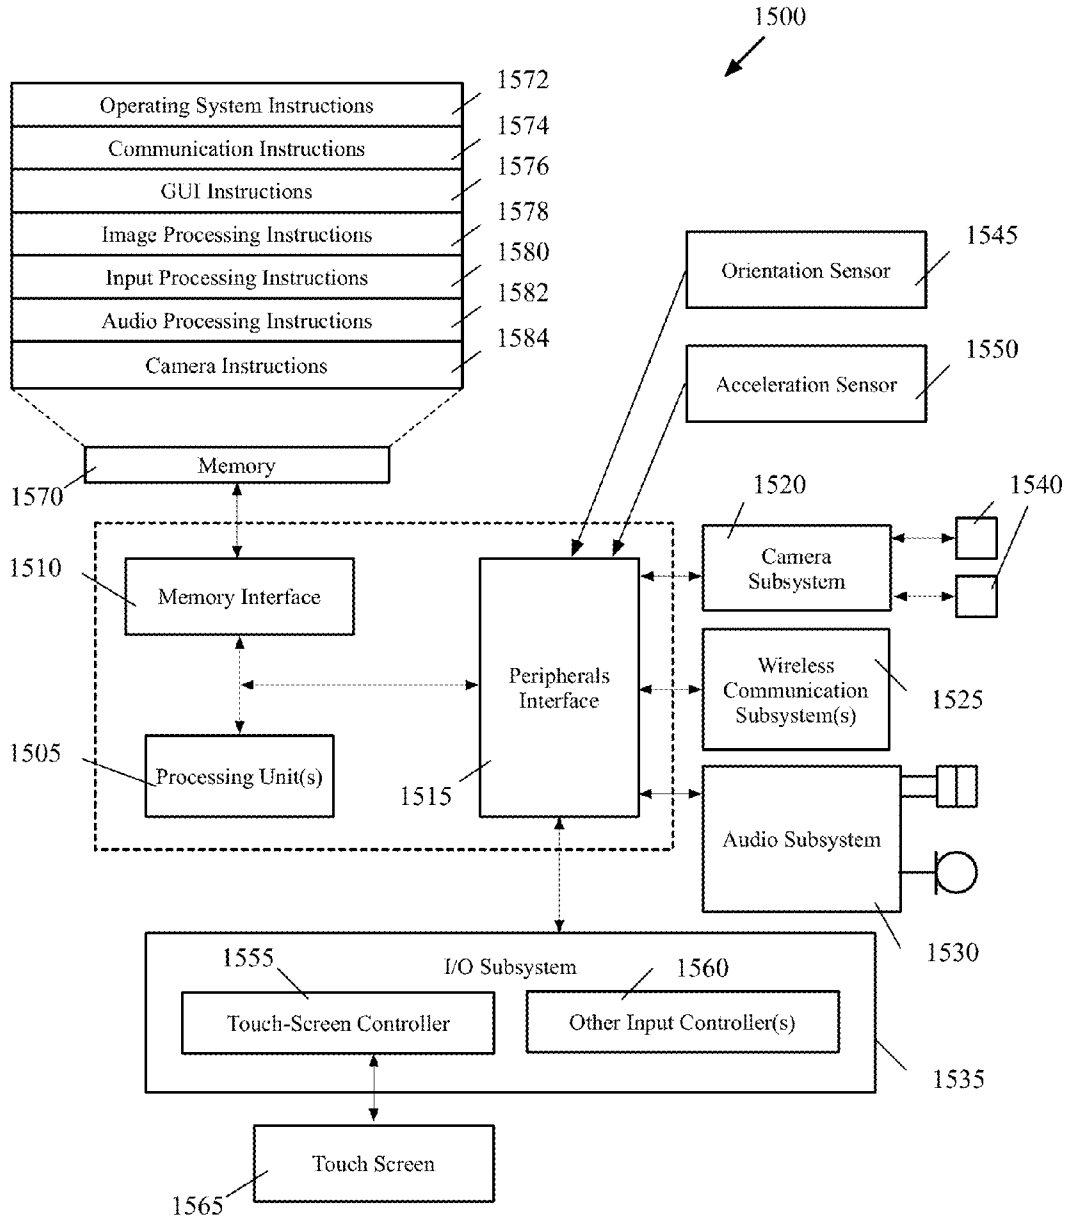 1500
1572
Operating System Instructions
1574
Communication Instructions
1576
GUI Instructions
1578
Image Processing Instructions
1580
Input Processing Instructions
1582
Audio Processing Instructions
1584
Camera Instructions
1545
Orientation Sensor
1550
Acceleration Sensor
Memory
1570
1520
1540
Camera
Subsystem
1510
Memory Interface
Peripherals
Interface
Wireless
Communication
Subsystem(s)
1525
1505
Processing Unit(s)
1515
Audio Subsystem
1530
1555
I/O Subsystem
1560
Touch-Screen Controller
Other Input Controller(s)
1535
Touch Screen
1565